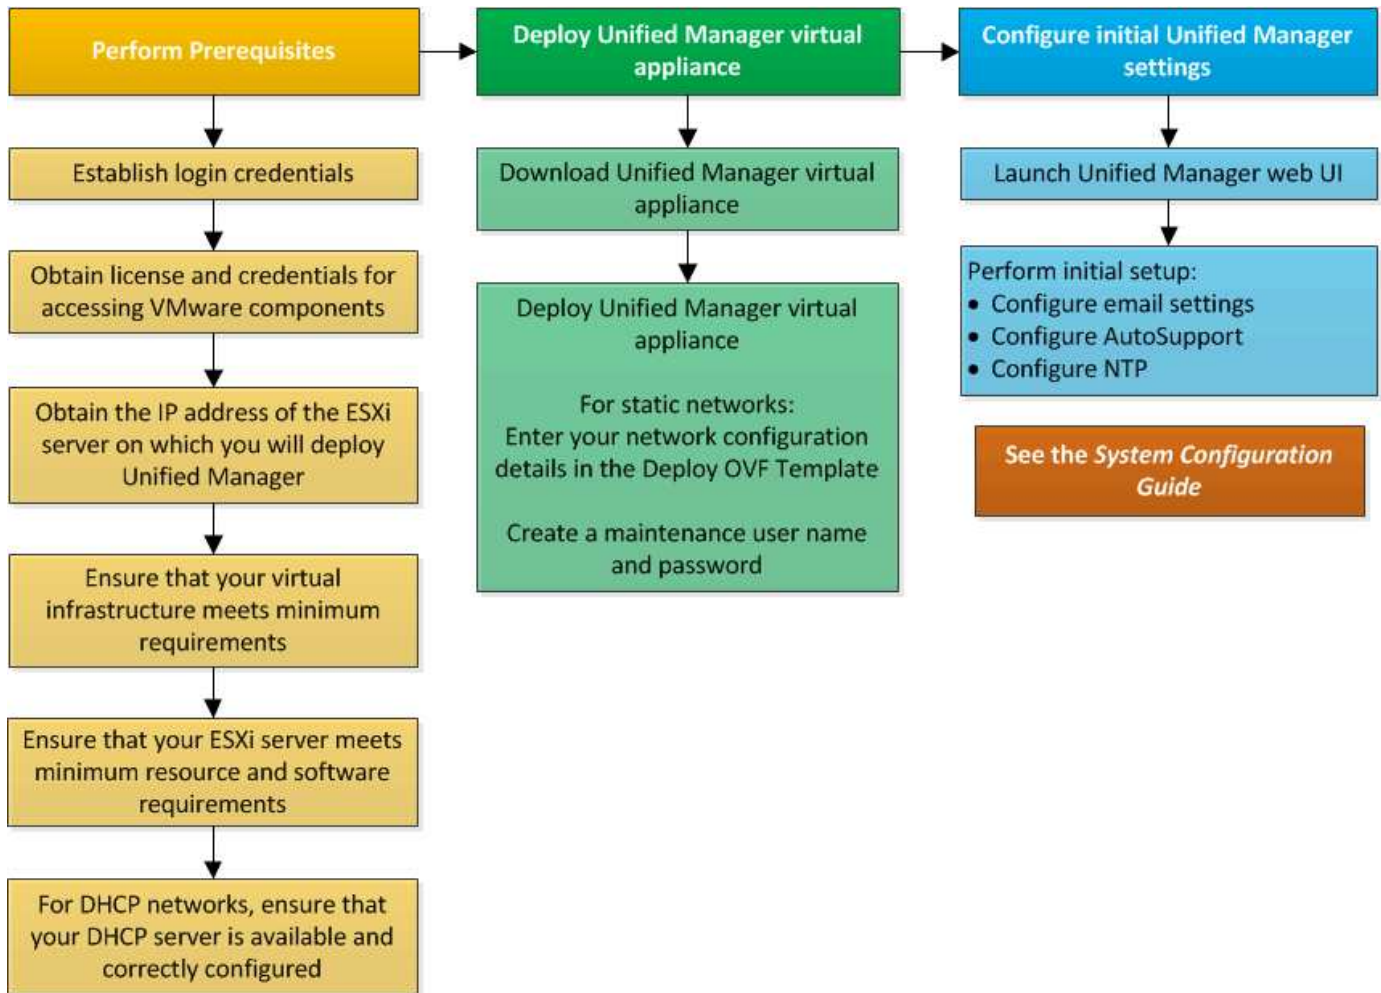 Perform Prerequisites
Establish login credentials
Obtain license and credentials for
accessing VMware components
Obtain the IP address of the ESXi
server on which you will deploy
Unified Manager
Ensure that your virtual
infrastructure meets minimum
requirements
Ensure that your ESXi server meets
minimum resource and software
requirements
For DHCP networks, ensure that
your DHCP server is available and
correctly configured
Deploy Unified Manager virtual
appliance
Download Unified Manager virtual
appliance
Deploy Unified Manager virtual
appliance
For static networks:
Enter your network configuration
details in the Deploy OVF Template
Create a maintenance user name
and password
Configure initial Unified Manager
settings
Launch Unified Manager web UI
Perform initial setup:
• Configure email settings
• Configure AutoSupport
• Configure NTP
See the System Configuration
Guide